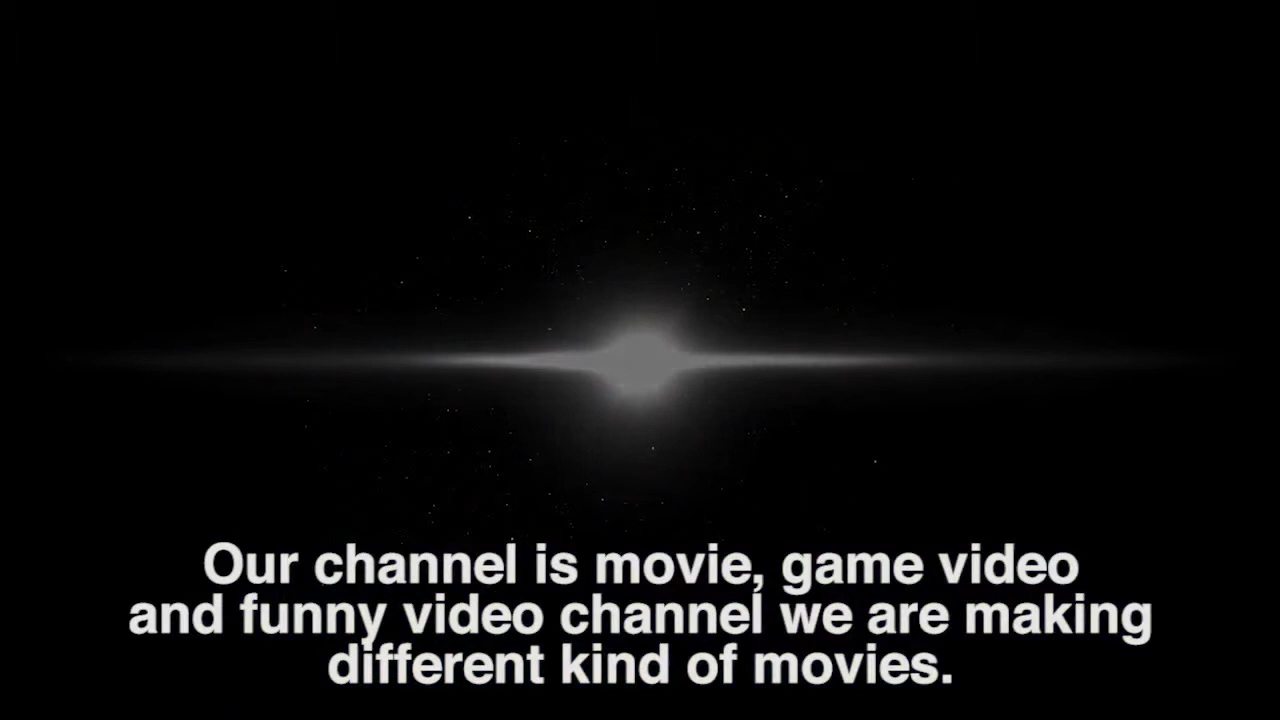 Our channel is movie, game video
and funny video channel we are making
different kind of movies.